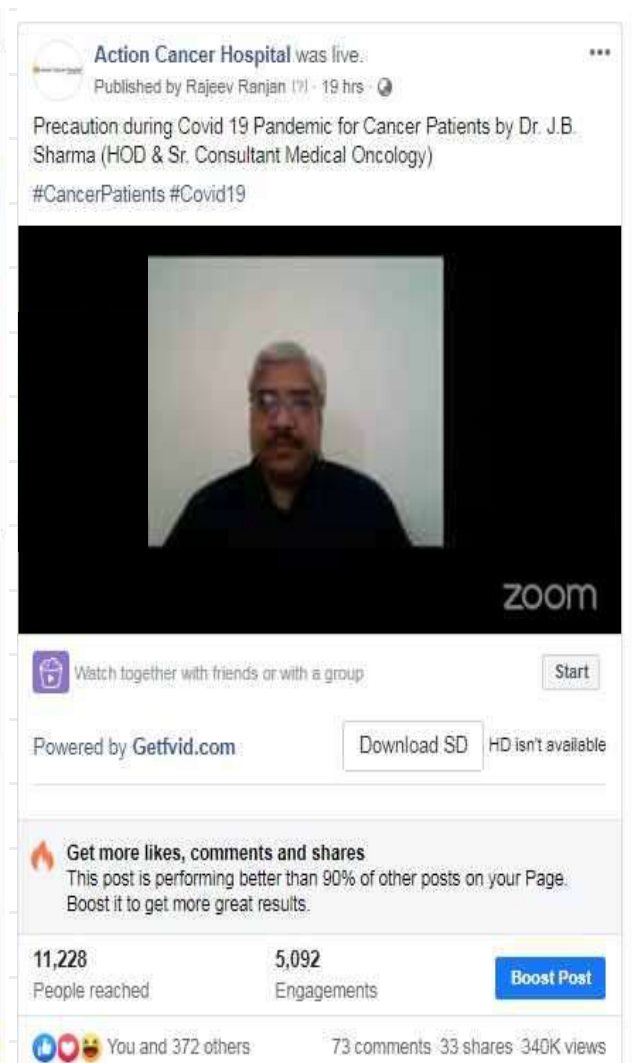 Action Cancer Hospital was live.
Published by Rajeev Ranjan [?] · 19 hrs ·
Precaution during Covid 19 Pandemic for Cancer Patients by Dr. J.B.
Sharma (HOD & Sr. Consultant Medical Oncology)
#CancerPatients #Covid19
zoom
Watch together with friends or with a group
Start
Powered by Getfvid.com
Download SD
HD isn't available
Get more likes, comments and shares
This post is performing better than 90% of other posts on your Page.
Boost it to get more great results.
11,228
People reached
5,092
Engagements
Boost Post
You and 372 others
73 comments 33 shares 340K views